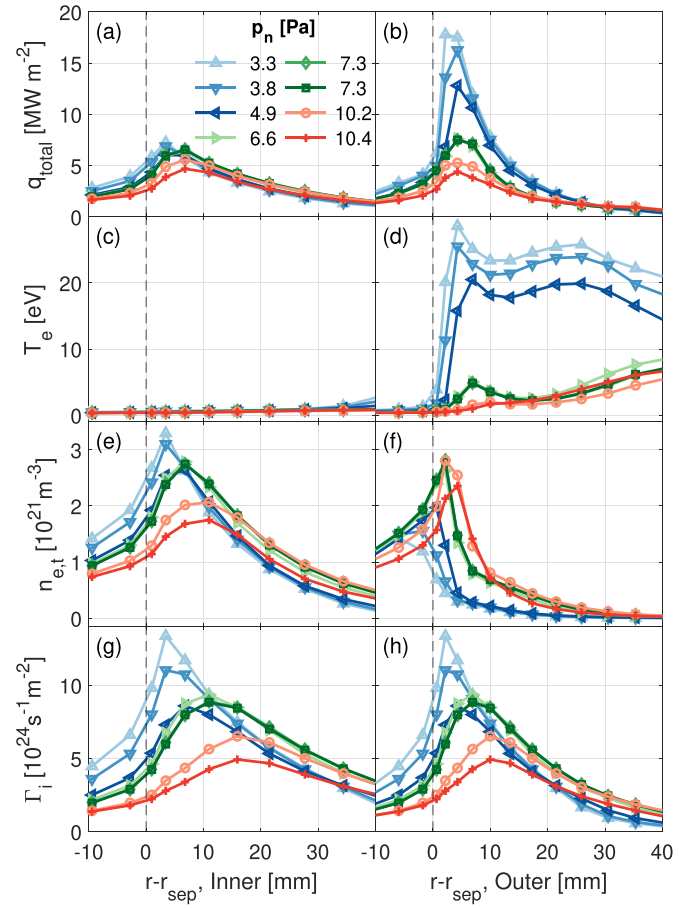 (a)
(b)
p_n [Pa]
3.3
7.3
3.8
7.3
4.9
10.2
6.6
10.4
q_total [MW m^-2]
20
15
10
5
0
(c)
(d)
T_e [eV]
20
10
0
(e)
(f)
n_e,t [10^21 m^-3]
3
2
1
0
(g)
(h)
Γ_i [10^24 s^-1 m^-2]
10
5
0
-10
0
10
20
30
-10
0
10
20
30
40
r-r_sep, Inner [mm]
r-r_sep, Outer [mm]